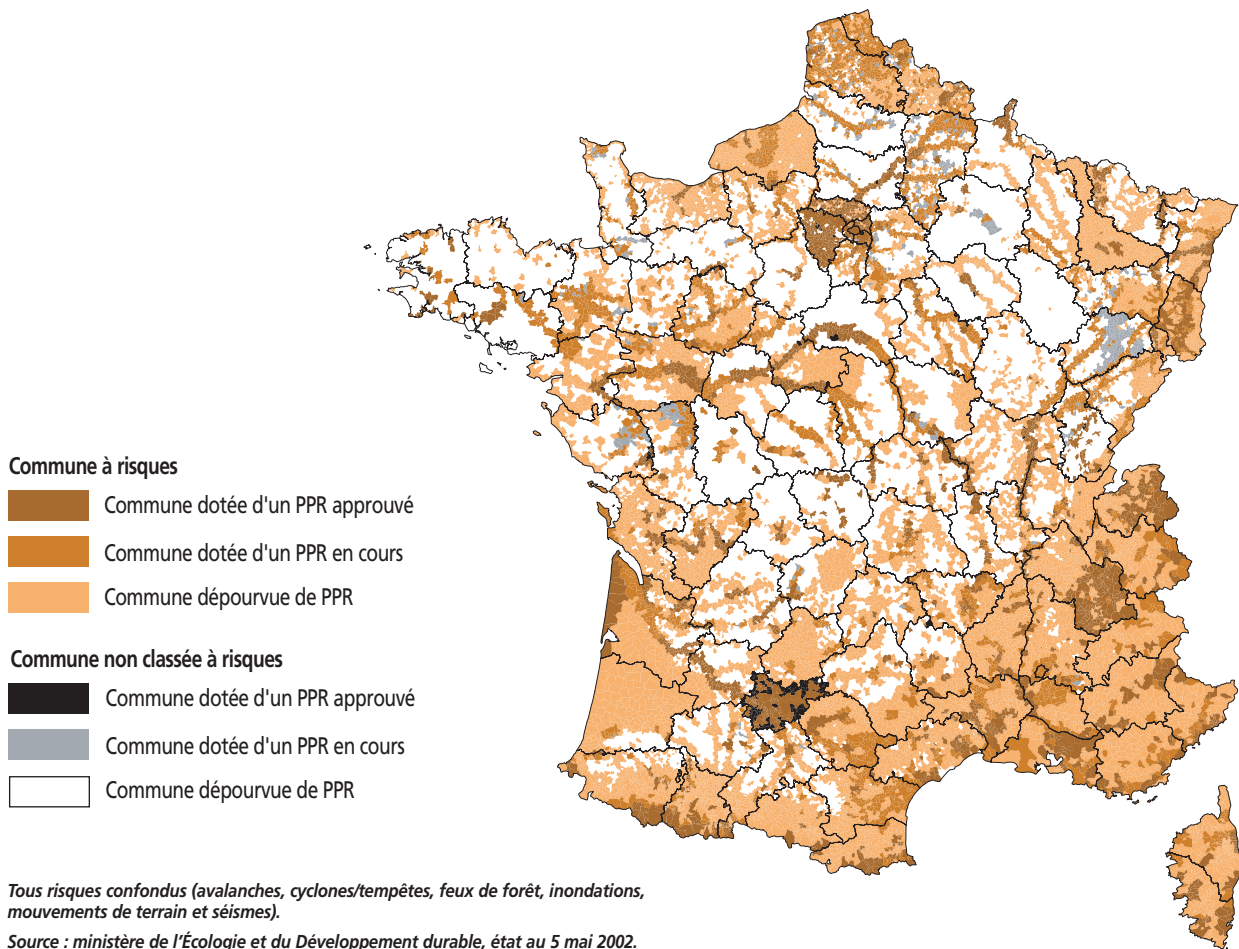 Commune à risques
Commune dotée d'un PPR approuvé
Commune dotée d'un PPR en cours
Commune dépourvue de PPR
Commune non classée à risques
Commune dotée d'un PPR approuvé
Commune dotée d'un PPR en cours
Commune dépourvue de PPR
Tous risques confondus (avalanches, cyclones/tempêtes, feux de forêt, inondations,
mouvements de terrain et séismes).
Source : ministère de l'Écologie et du Développement durable, état au 5 mai 2002.